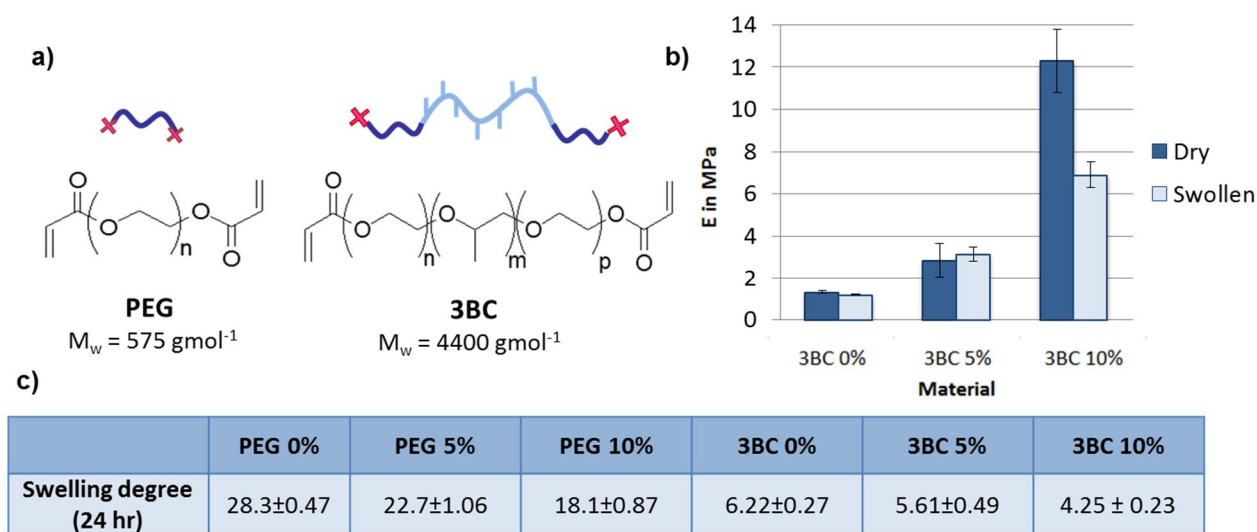 a)
O
O
O
O
n
PEG
Mw = 575 gmol-1
O
O
O
O
O
O
n
m
p
3BC
Mw = 4400 gmol-1
b)
14
12
10
8
6
4
2
0
E in MPa
3BC 0%
3BC 5%
3BC 10%
Material
Dry
Swollen
c)
PEG 0% PEG 5% PEG 10% 3BC 0% 3BC 5% 3BC 10%
Swelling degree
(24 hr)
28.3±0.47 22.7±1.06 18.1±0.87 6.22±0.27 5.61±0.49 4.25 ± 0.23